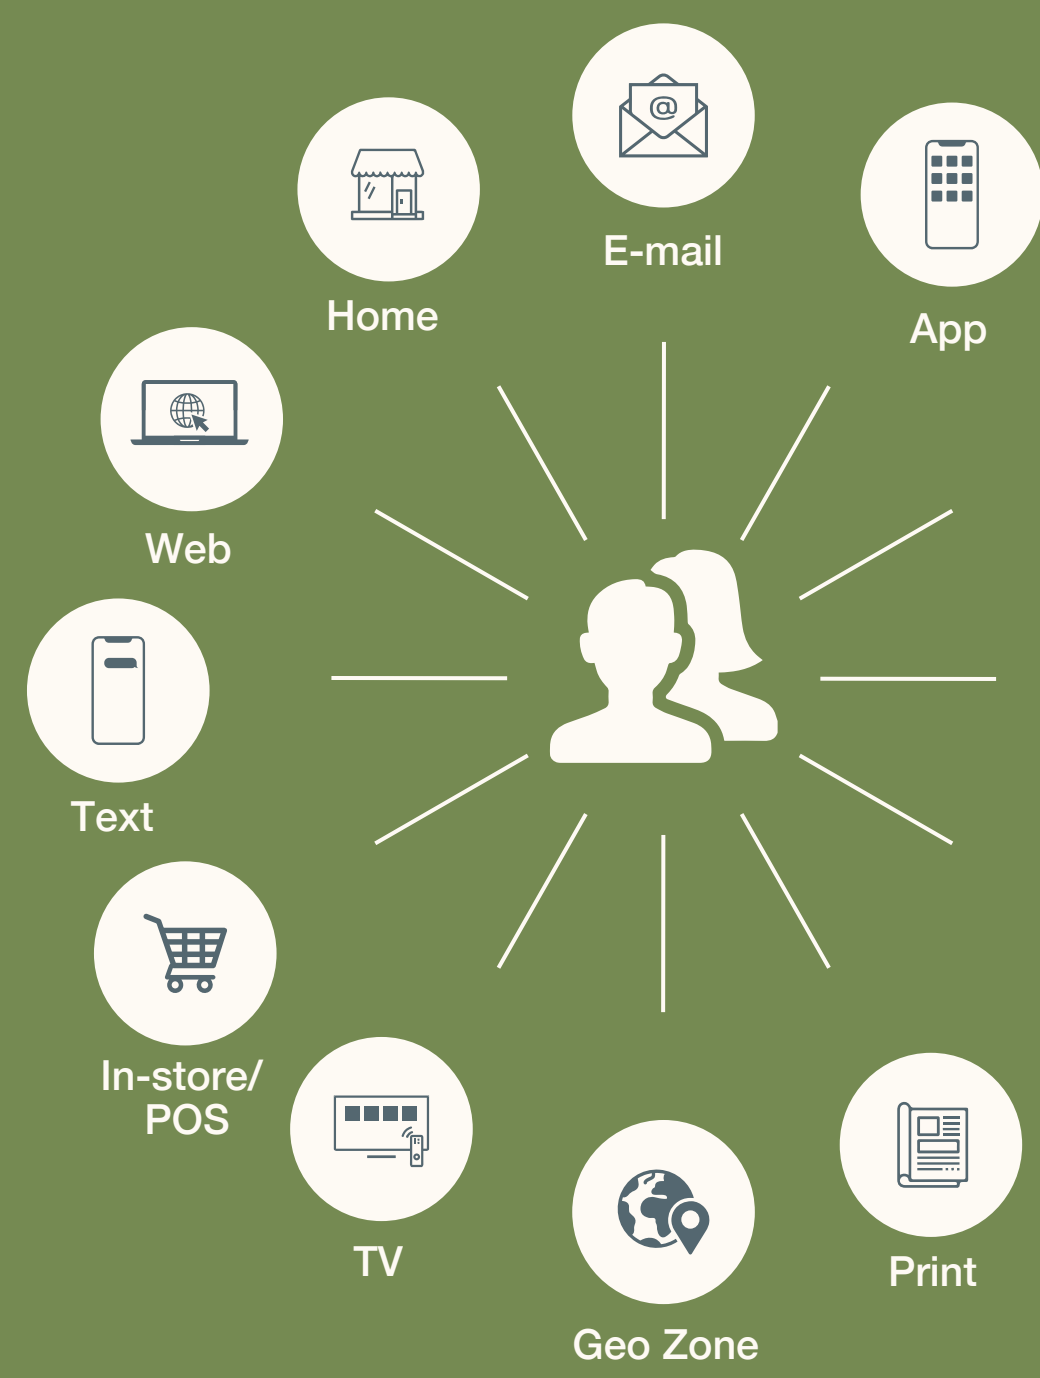 E-mail
Home
App
Web
Text
In-store/
POS
TV
Print
Geo Zone
@